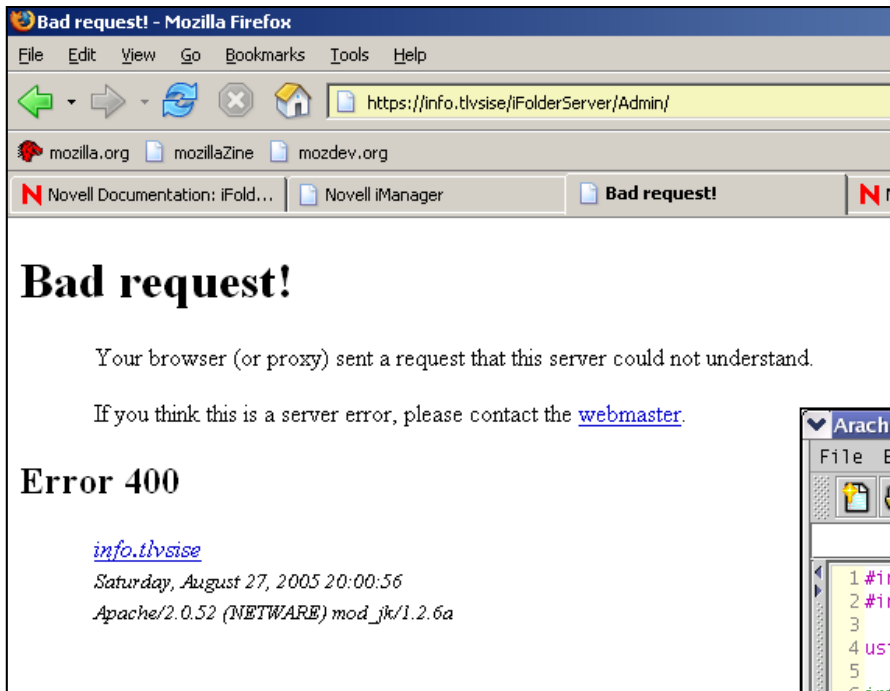 Bad request! - Mozilla Firefox
File Edit View Go Bookmarks Tools Help
https://info.tlvsise/iFolderServer/Admin/
mozilla.org mozillaZine mozdev.org
Novell Documentation: iFold... Novell iManager Bad request!
Bad request!
Your browser (or proxy) sent a request that this server could not understand.
If you think this is a server error, please contact the webmaster.
Error 400
info.tlvsise
Saturday, August 27, 2005 20:00:56
Apache/2.0.52 (NETWARE) mod_jk/1.2.6a
Arach
File E
1 #in
2 #in
3
4 us
5